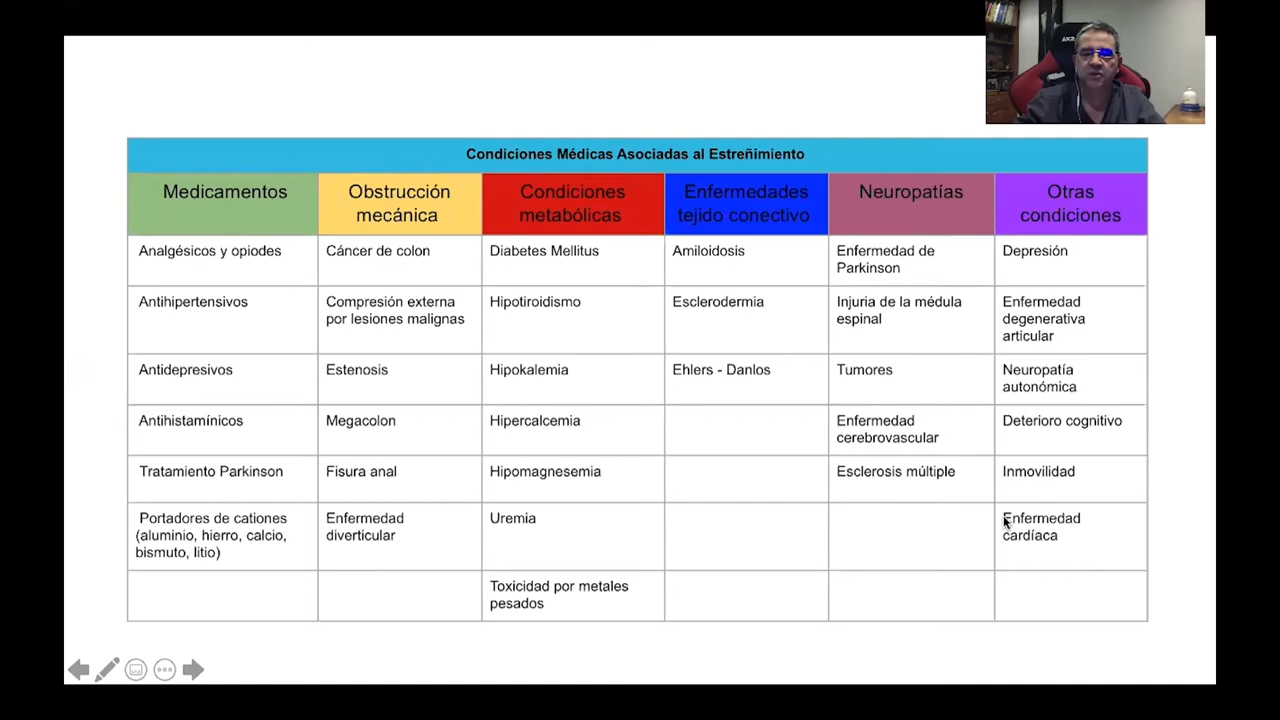 Condiciones Médicas Asociadas al Estreñimiento
Medicamentos
Obstrucción
mecánica
Condiciones
metabólicas
Enfermedades
tejido conectivo
Neuropatías
Otras
condiciones
Analgésicos y opiodes
Cáncer de colon
Diabetes Mellitus
Amiloidosis
Enfermedad de
Parkinson
Depresión
Antihipertensivos
Compresión externa
por lesiones malignas
Hipotiroidismo
Esclerodermia
Injuria de la médula
espinal
Enfermedad
degenerativa
articular
Antidepresivos
Estenosis
Hipokalemia
Ehlers - Danlos
Tumores
Neuropatía
autonómica
Antihistamínicos
Megacolon
Hipercalcemia
Enfermedad
cerebrovascular
Deterioro cognitivo
Tratamiento Parkinson
Fisura anal
Hipomagnesemia
Esclerosis múltiple
Inmovilidad
Portadores de cationes
(aluminio, hierro, calcio,
bismuto, litio)
Enfermedad
diverticular
Uremia
Enfermedad
cardíaca
Toxicidad por metales
pesados